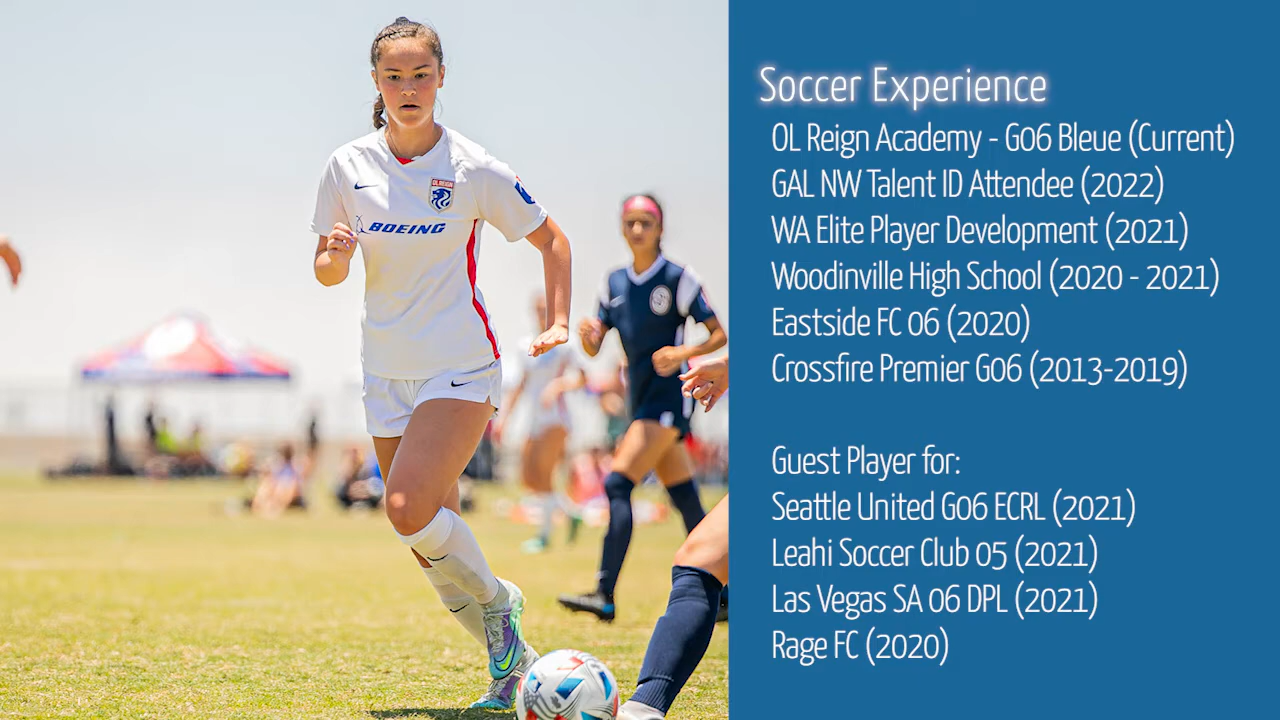 OL REIGN
BOEING
Soccer Experience
OL Reign Academy - G06 Bleue (Current)
GAL NW Talent ID Attendee (2022)
WA Elite Player Development (2021)
Woodinville High School (2020 - 2021)
Eastside FC 06 (2020)
Crossfire Premier G06 (2013-2019)
Guest Player for:
Seattle United G06 ECRL (2021)
Leahi Soccer Club 05 (2021)
Las Vegas SA 06 DPL (2021)
Rage FC (2020)